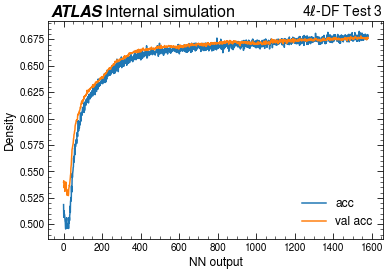 ATLAS Internal simulation 4ℓ-DF Test 3
Density
0.675
0.650
0.625
0.600
0.575
0.550
0.525
0.500
acc
val acc
0 200 400 600 800 1000 1200 1400 1600
NN output